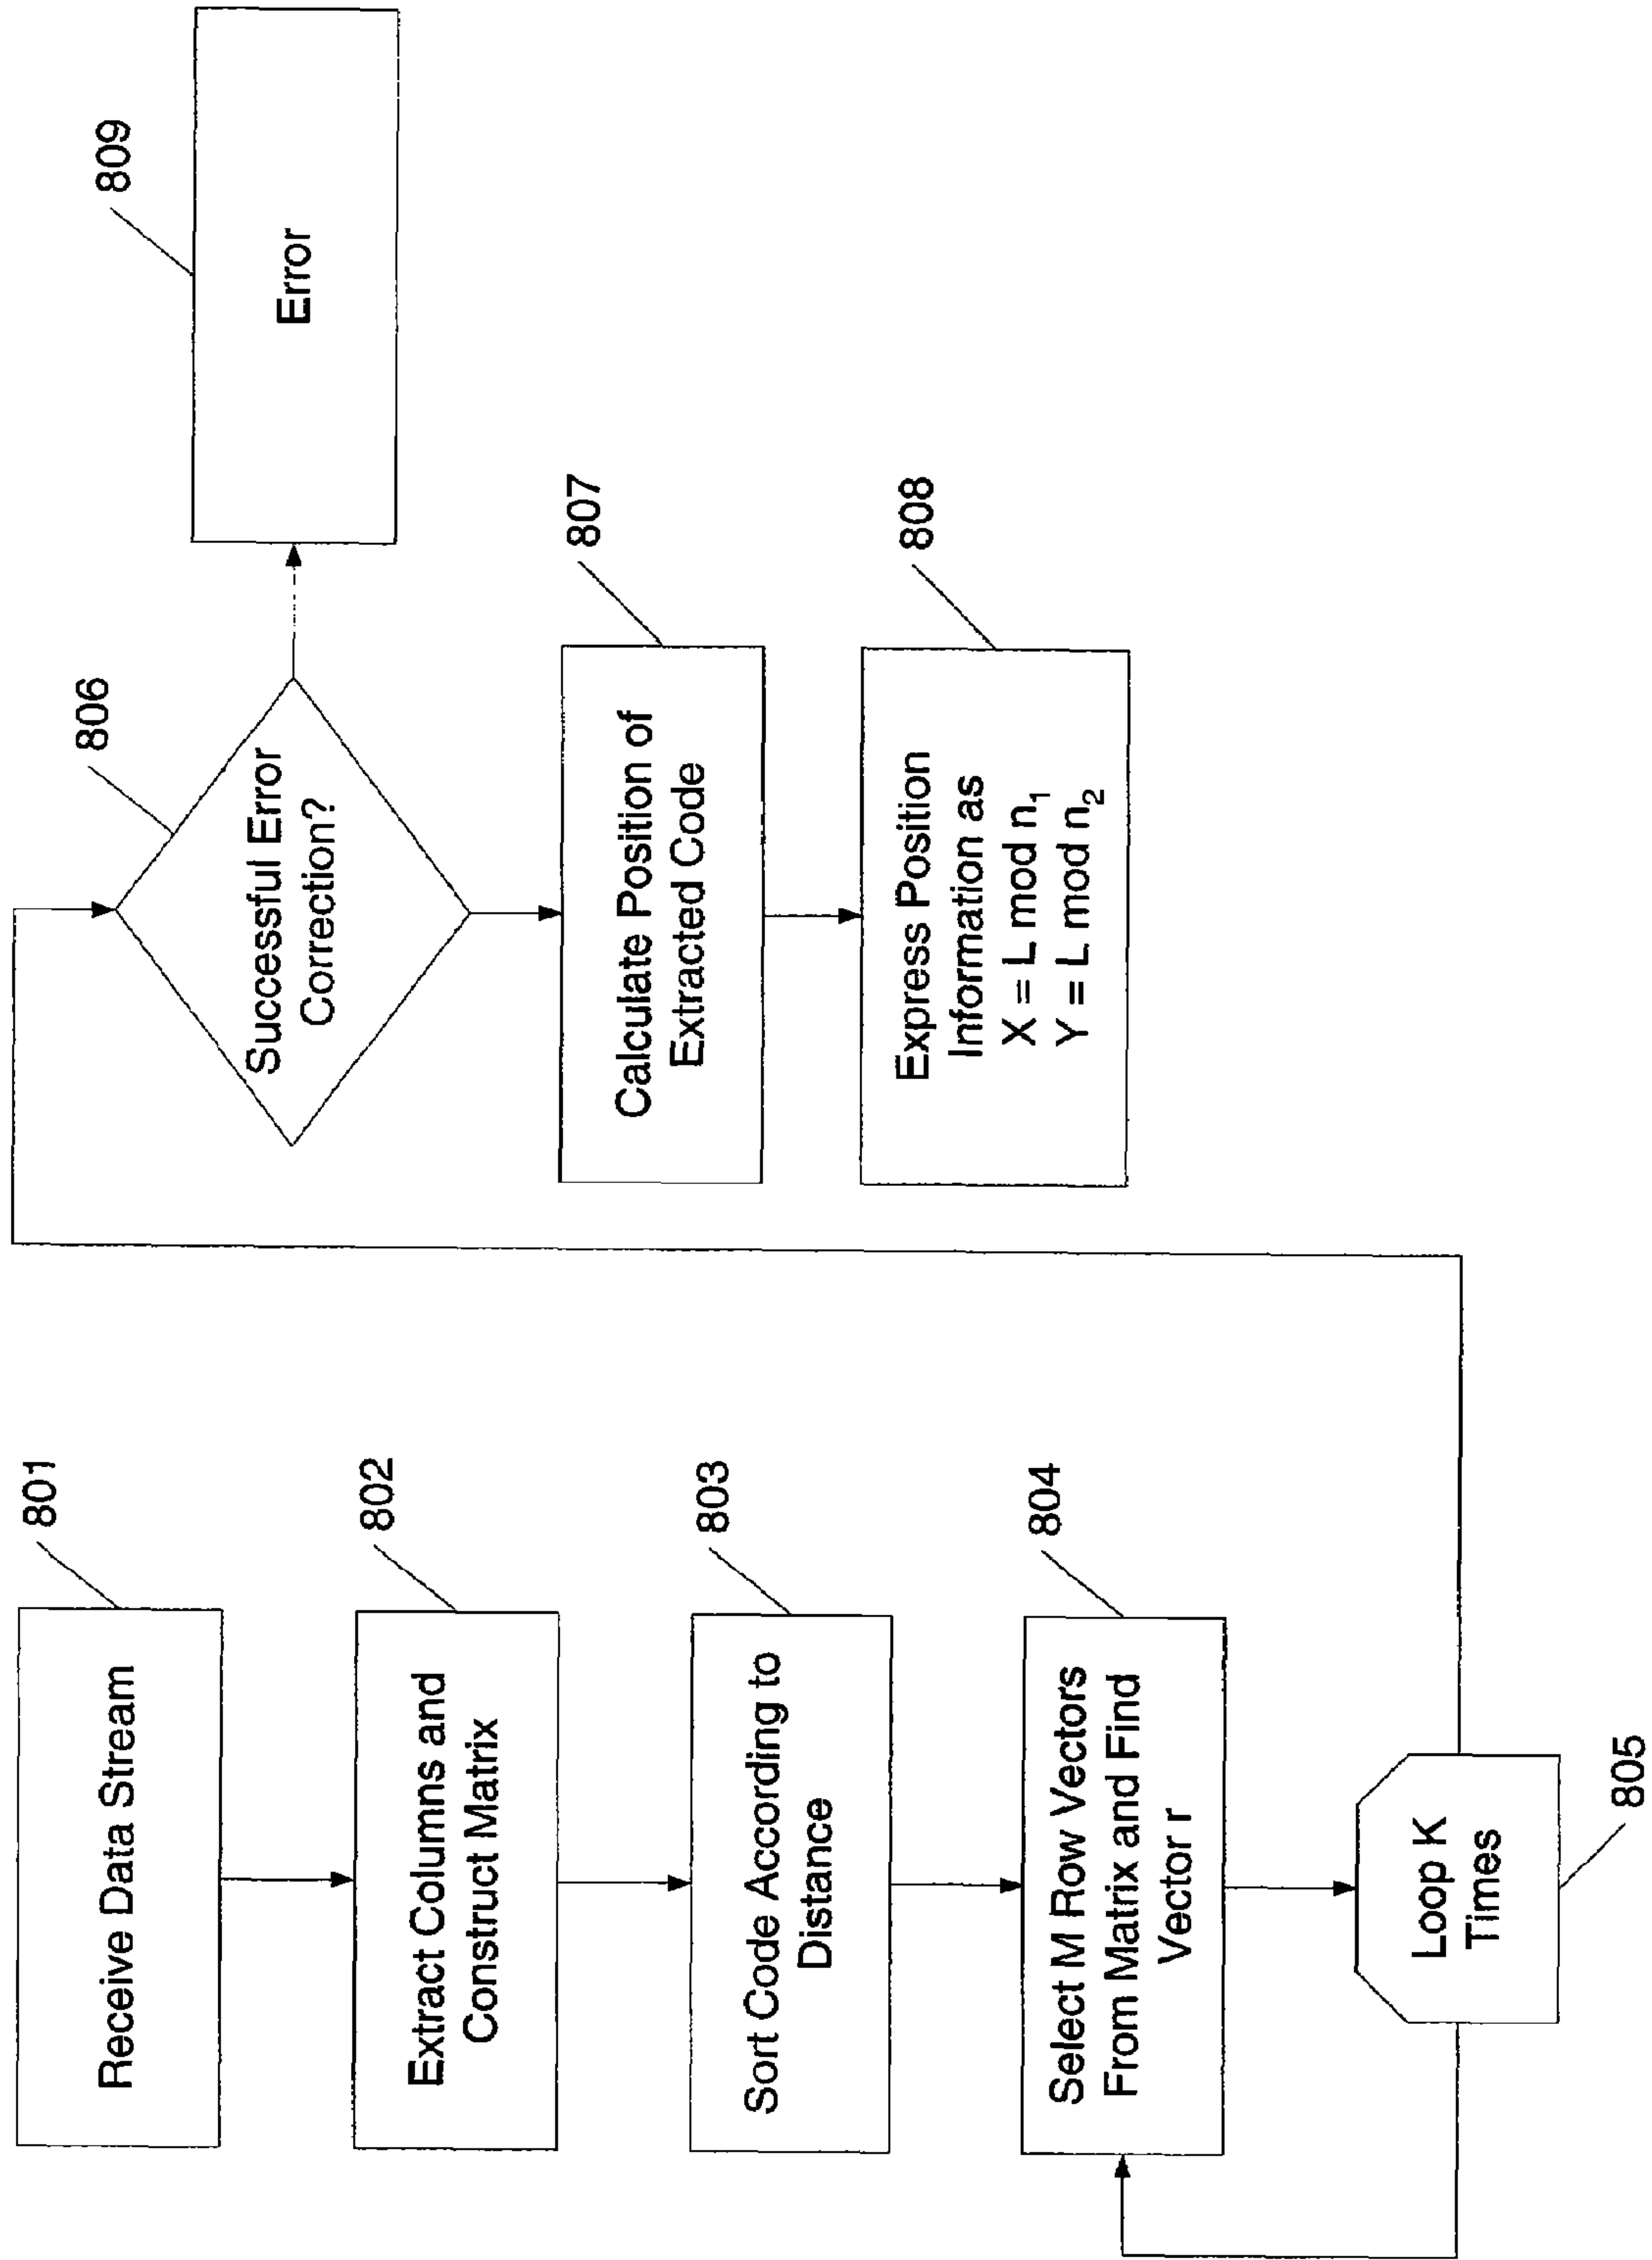 801
Receive Data Stream
802
Extract Columns and
Construct Matrix
803
Sort Code According to
Distance
804
Select M Row Vectors
From Matrix and Find
Vector r
Loop K
Times
805
806
Successful Error
Correction?
809
Error
807
Calculate Position of
Extracted Code
808
Express Position
Information as
X = L mod n₁
Y = L mod n₂